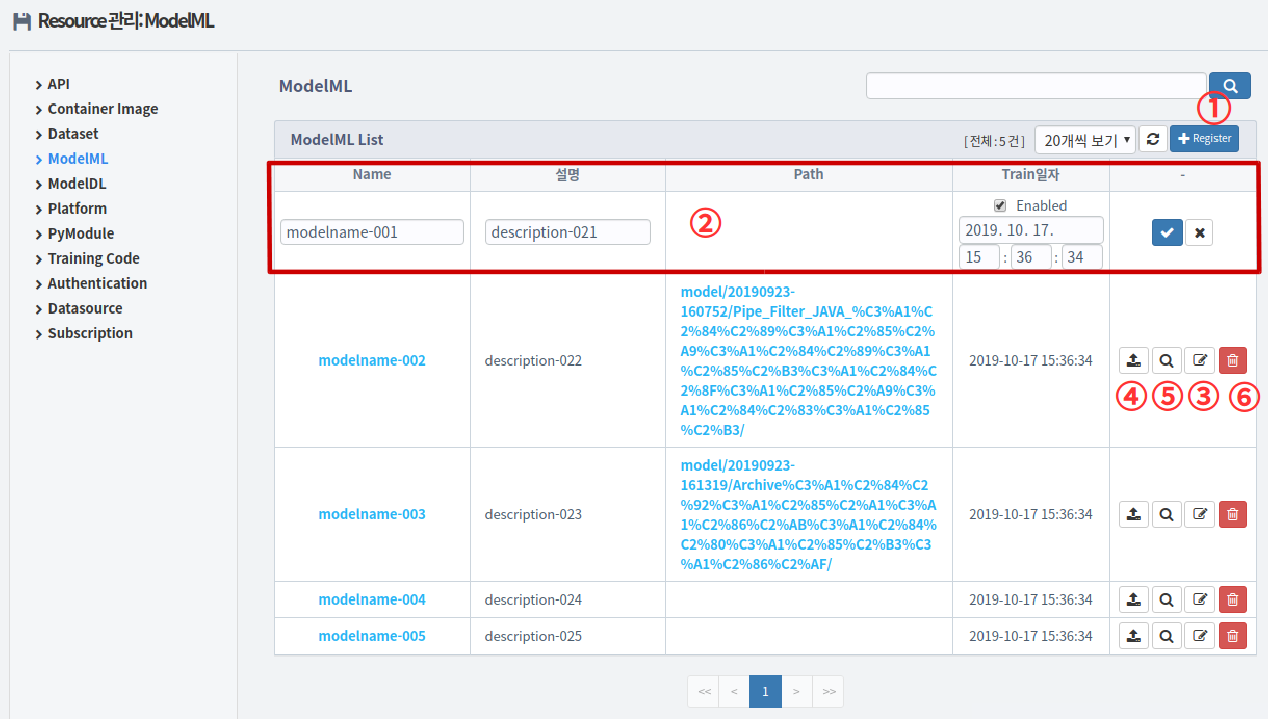 Resource 관리: ModelML
API
Container Image
Dataset
ModelML
ModelDL
Platform
PyModule
Training Code
Authentication
Datasource
Subscription
ModelML
①
ModelML List
[ 전체 : 5 건 ]
20개씩 보기
Register
Name 설명 Path Train일자 -
modelname-001 description-021 ② Enabled
2019. 10. 17.
15 : 36 : 34
modelname-002 description-022
model/20190923-
160752/Pipe_Filter_JAVA_%C3%A1%C
2%84%C2%89%C3%A1%C2%85%C2%
A9%C3%A1%C2%84%C2%89%C3%A1
%C2%85%C2%B3%C3%A1%C2%84%C
2%8F%C3%A1%C2%85%C2%A9%C3%
A1%C2%84%C2%83%C3%A1%C2%85
%C2%B3/
2019-10-17 15:36:34
④ ⑤ ③ ⑥
modelname-003 description-023
model/20190923-
161319/Archive%C3%A1%C2%84%C2
%92%C3%A1%C2%85%C2%A1%C3%A
1%C2%86%C2%AB%C3%A1%C2%84%
C2%80%C3%A1%C2%85%C2%B3%C3
%A1%C2%86%C2%AF/
2019-10-17 15:36:34
modelname-004 description-024 2019-10-17 15:36:34
modelname-005 description-025 2019-10-17 15:36:34
<< < 1 > >>